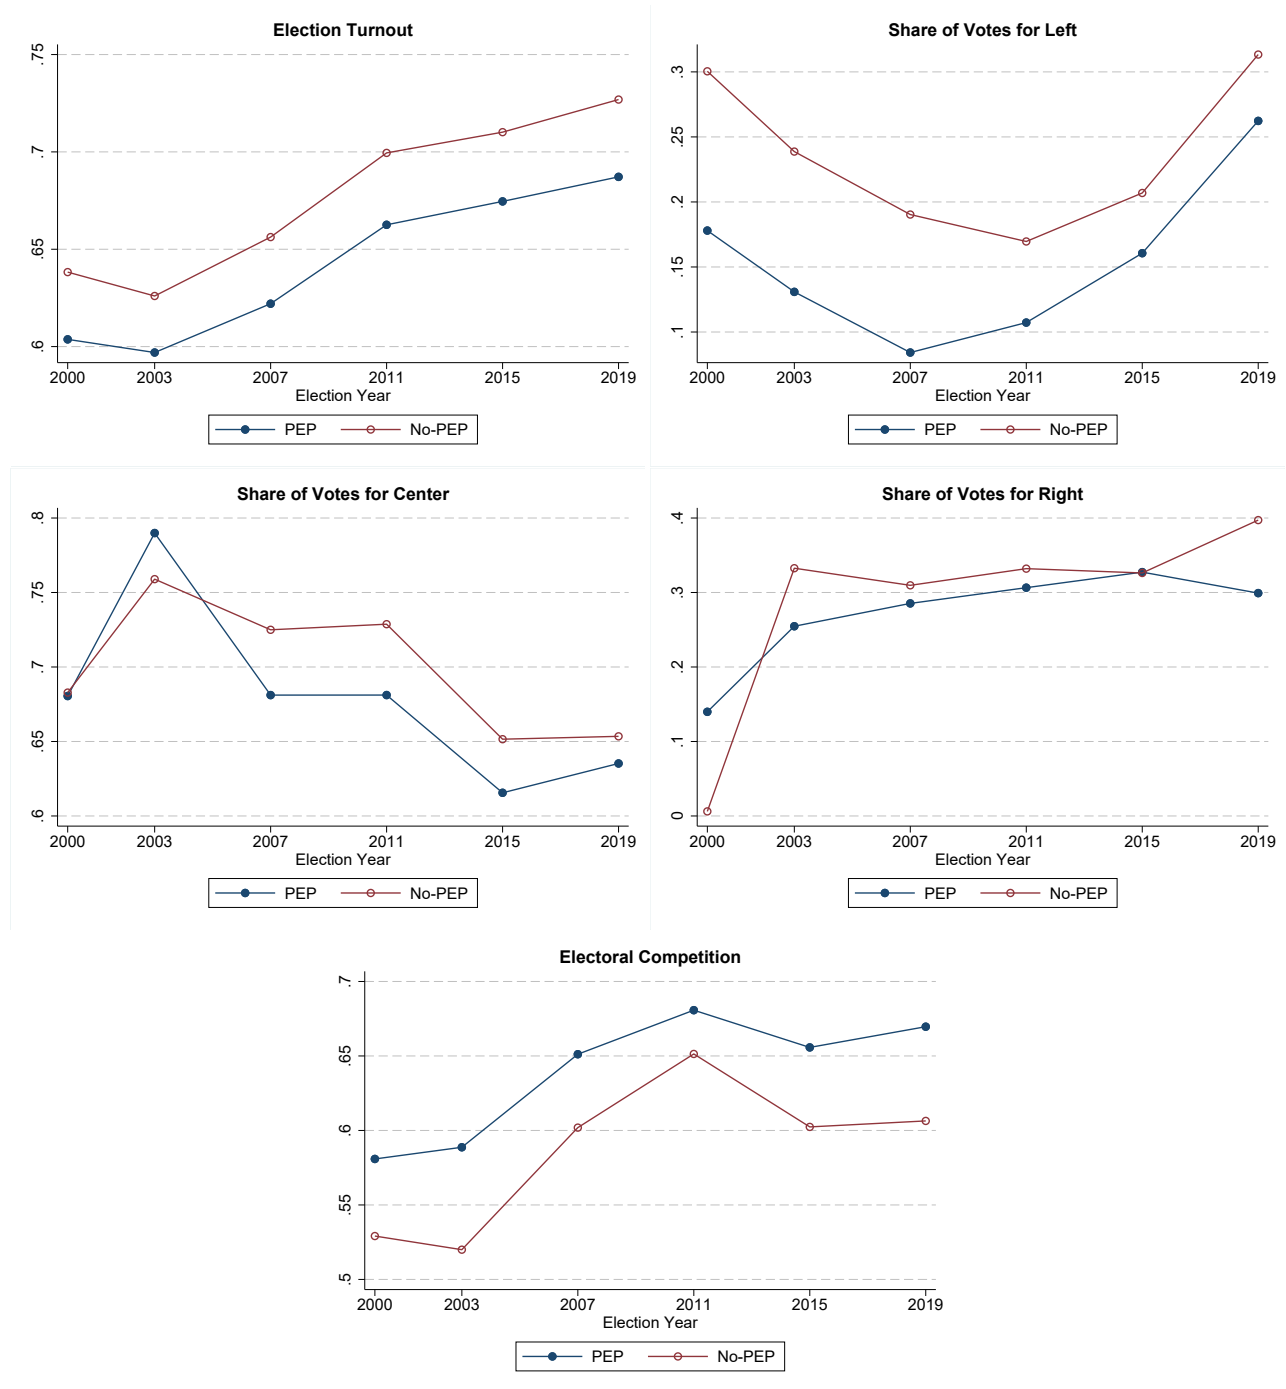 Election Turnout
.75
.7
.65
.6
2000 2003 2007 2011 2015 2019
Election Year
PEP No-PEP
Share of Votes for Left
.3
.25
.2
.15
.1
2000 2003 2007 2011 2015 2019
Election Year
PEP No-PEP
Share of Votes for Center
.8
.75
.7
.65
.6
2000 2003 2007 2011 2015 2019
Election Year
PEP No-PEP
Share of Votes for Right
.4
.3
.2
.1
0
2000 2003 2007 2011 2015 2019
Election Year
PEP No-PEP
Electoral Competition
.7
.65
.6
.55
.5
2000 2003 2007 2011 2015 2019
Election Year
PEP No-PEP